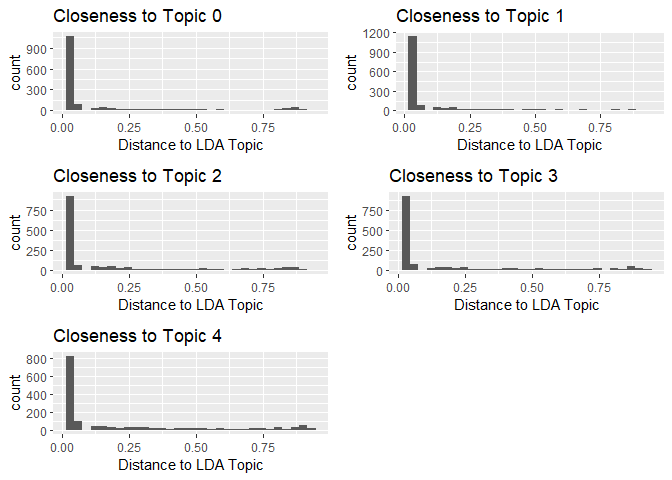 Closeness to Topic 0
count
900
600
300
0
0.00 0.25 0.50 0.75
Distance to LDA Topic
Closeness to Topic 1
count
1200
900
600
300
0
0.00 0.25 0.50 0.75
Distance to LDA Topic
Closeness to Topic 2
count
750
500
250
0
0.00 0.25 0.50 0.75
Distance to LDA Topic
Closeness to Topic 3
count
750
500
250
0
0.00 0.25 0.50 0.75
Distance to LDA Topic
Closeness to Topic 4
count
800
600
400
200
0
0.00 0.25 0.50 0.75
Distance to LDA Topic